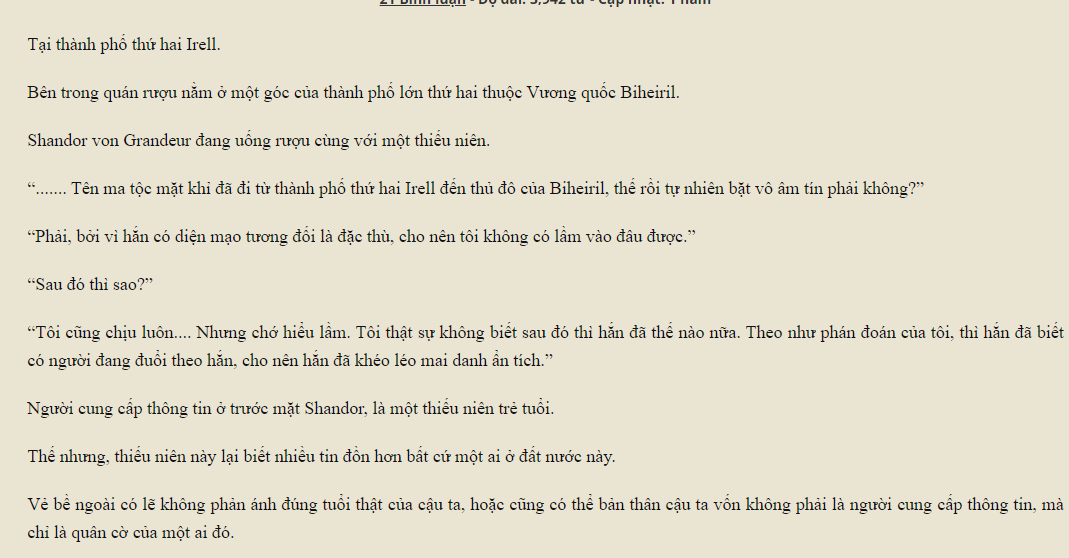 Tại thành phố thứ hai Irell.
Bên trong quán rượu nằm ở một góc của thành phố lớn thứ hai thuộc Vương quốc Biheiril.
Shandor von Grandeur đang uống rượu cùng với một thiếu niên.
“....... Tên ma tộc mặt khỉ đã đi từ thành phố thứ hai Irell đến thủ đô của Biheiril, thế rồi tự nhiên bặt vô âm tín phải không?”
“Phải, bởi vì hắn có diện mạo tương đối là đặc thù, cho nên tôi không có lầm vào đâu được.”
“Sau đó thì sao?”
“Tôi cũng chịu luôn.... Nhưng chớ hiểu lầm. Tôi thật sự không biết sau đó thì hắn đã thế nào nữa. Theo như phán đoán của tôi, thì hắn đã biết
có người đang đuổi theo hắn, cho nên hắn đã khéo léo mai danh ẩn tích.”
Người cung cấp thông tin ở trước mặt Shandor, là một thiếu niên trẻ tuổi.
Thế nhưng, thiếu niên này lại biết nhiều tin đồn hơn bất cứ một ai ở đất nước này.
Vẻ bề ngoài có lẽ không phản ánh đúng tuổi thật của cậu ta, hoặc cũng có thể bản thân cậu ta vốn không phải là người cung cấp thông tin, mà
chỉ là quân cờ của một ai đó.